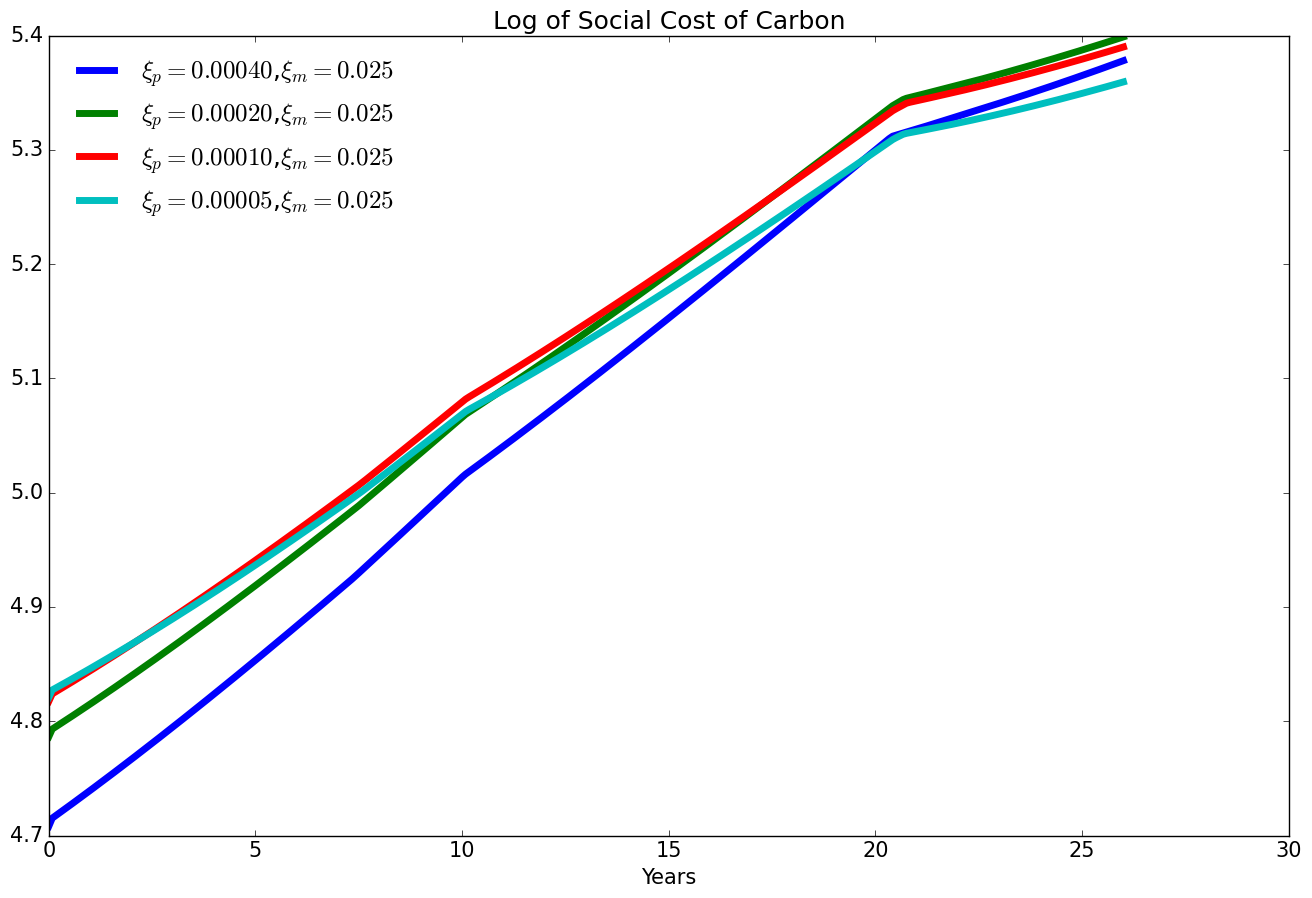 Log of Social Cost of Carbon
5.4
5.3
5.2
5.1
5.0
4.9
4.8
4.7
ξp = 0.00040,ξm = 0.025
ξp = 0.00020,ξm = 0.025
ξp = 0.00010,ξm = 0.025
ξp = 0.00005,ξm = 0.025
0 5 10 15 20 25 30
Years